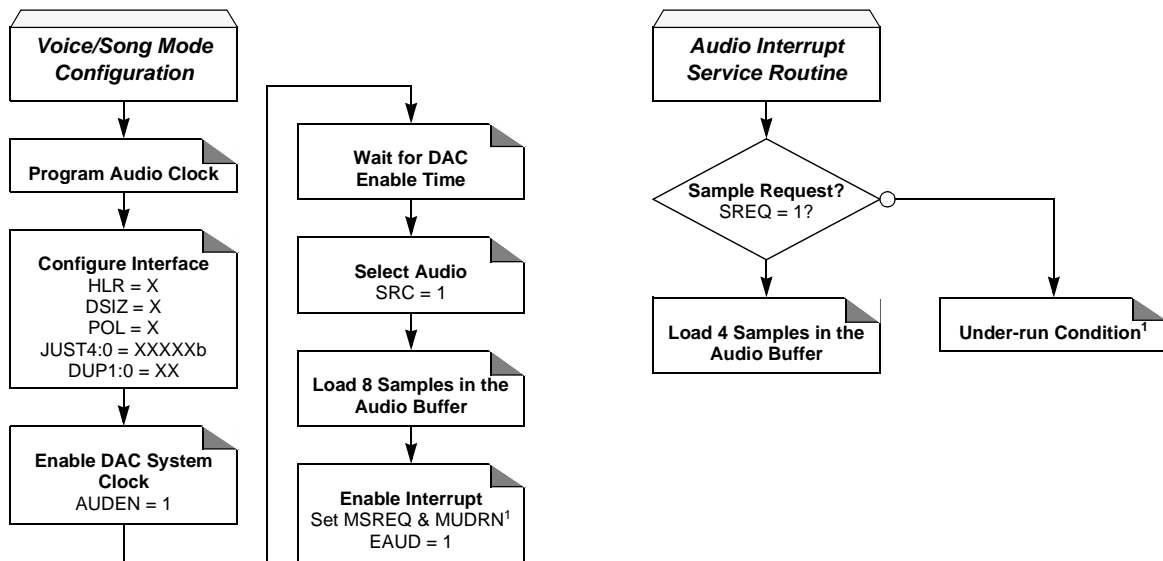 Voice/Song Mode
Configuration
Program Audio Clock
Configure Interface
HLR = X
DSIZ = X
POL = X
JUST4:0 = XXXXXb
DUP1:0 = XX
Enable DAC System
Clock
AUDEN = 1
Wait for DAC
Enable Time
Select Audio
SRC = 1
Load 8 Samples in the
Audio Buffer
Enable Interrupt
Set MSREQ & MUDRN1
EAUD = 1
Audio Interrupt
Service Routine
Sample Request?
SREQ = 1?
Load 4 Samples in the
Audio Buffer
Under-run Condition1